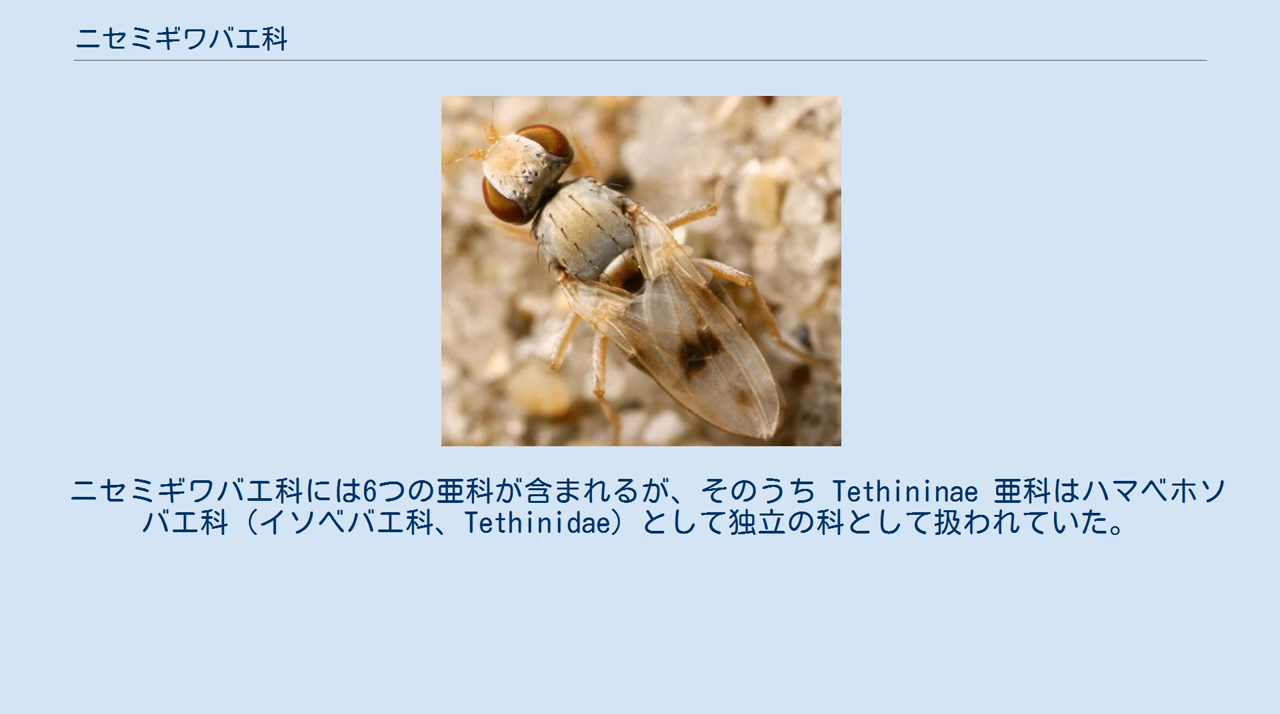 ニセミギワバエ科
ニセミギワバエ科には6つの亜科が含まれるが、そのうち Tethininae 亜科はハマベホソ
バエ科（イソベバエ科、Tethinidae）として独立の科として扱われていた。